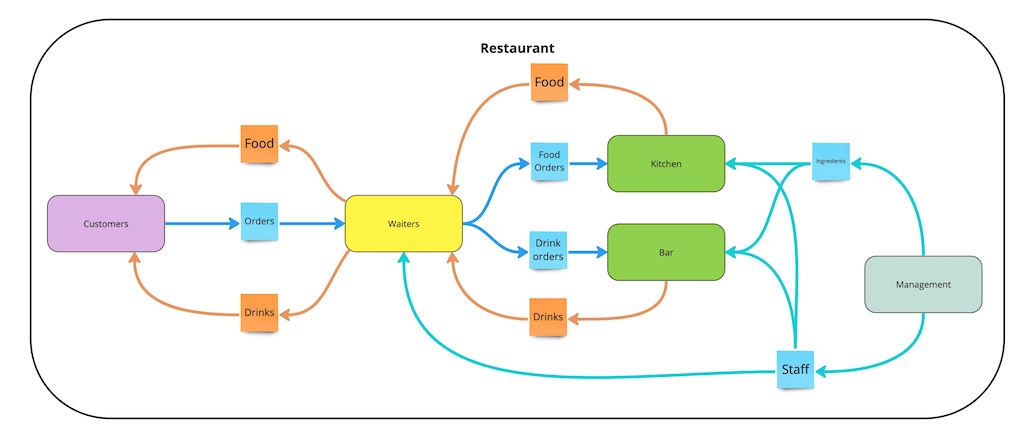 Restaurant
Food
Food
Food
Orders
Kitchen
Ingredients
Customers
Orders
Waiters
Drink
orders
Bar
Management
Drinks
Drinks
Staff